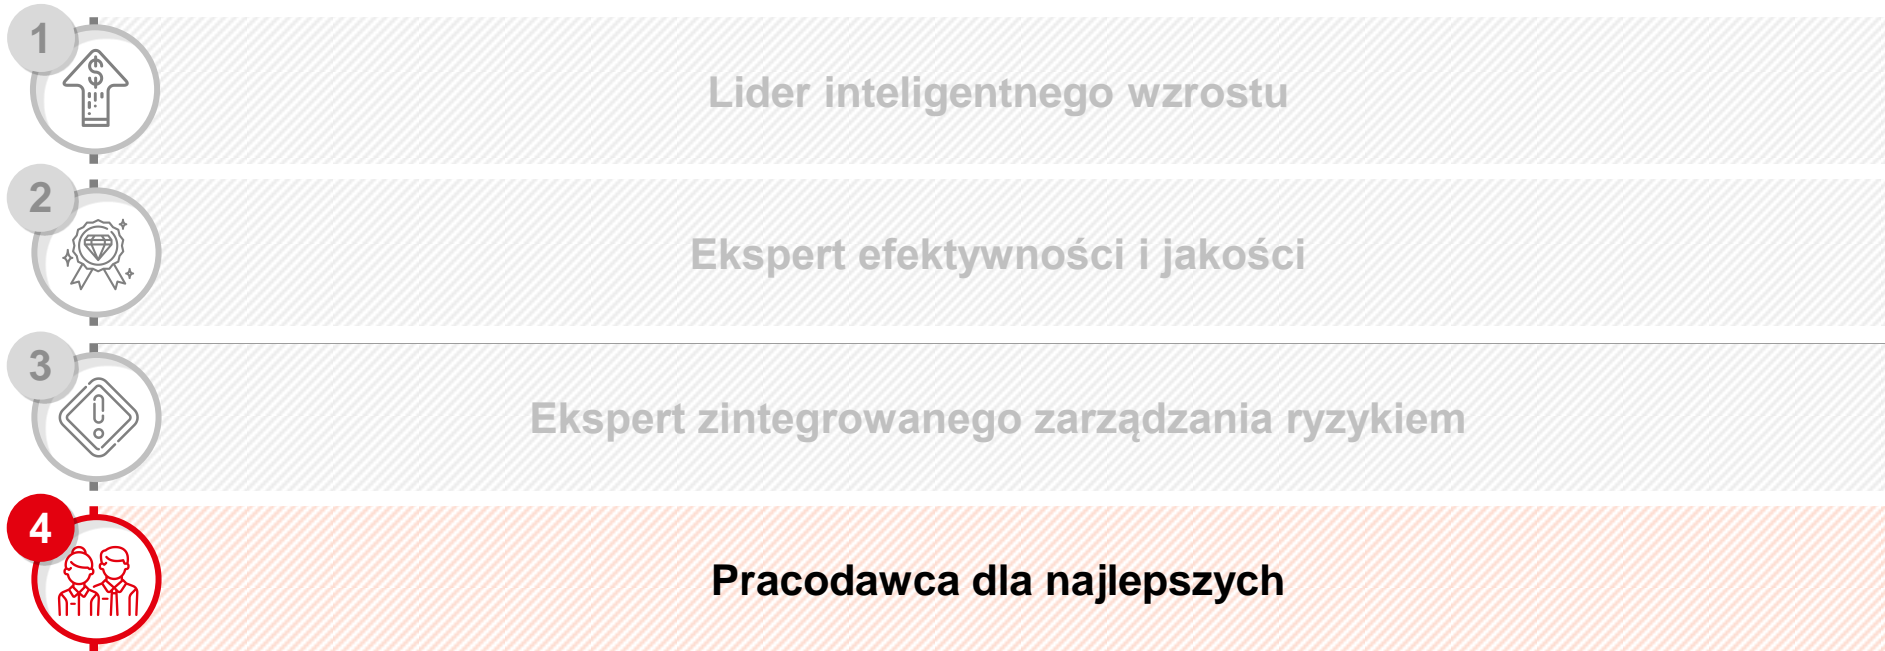 1
$
Lider inteligentnego wzrostu
2
Ekspert efektywności i jakości
3
Ekspert zintegrowanego zarządzania ryzykiem
4
Pracodawca dla najlepszych